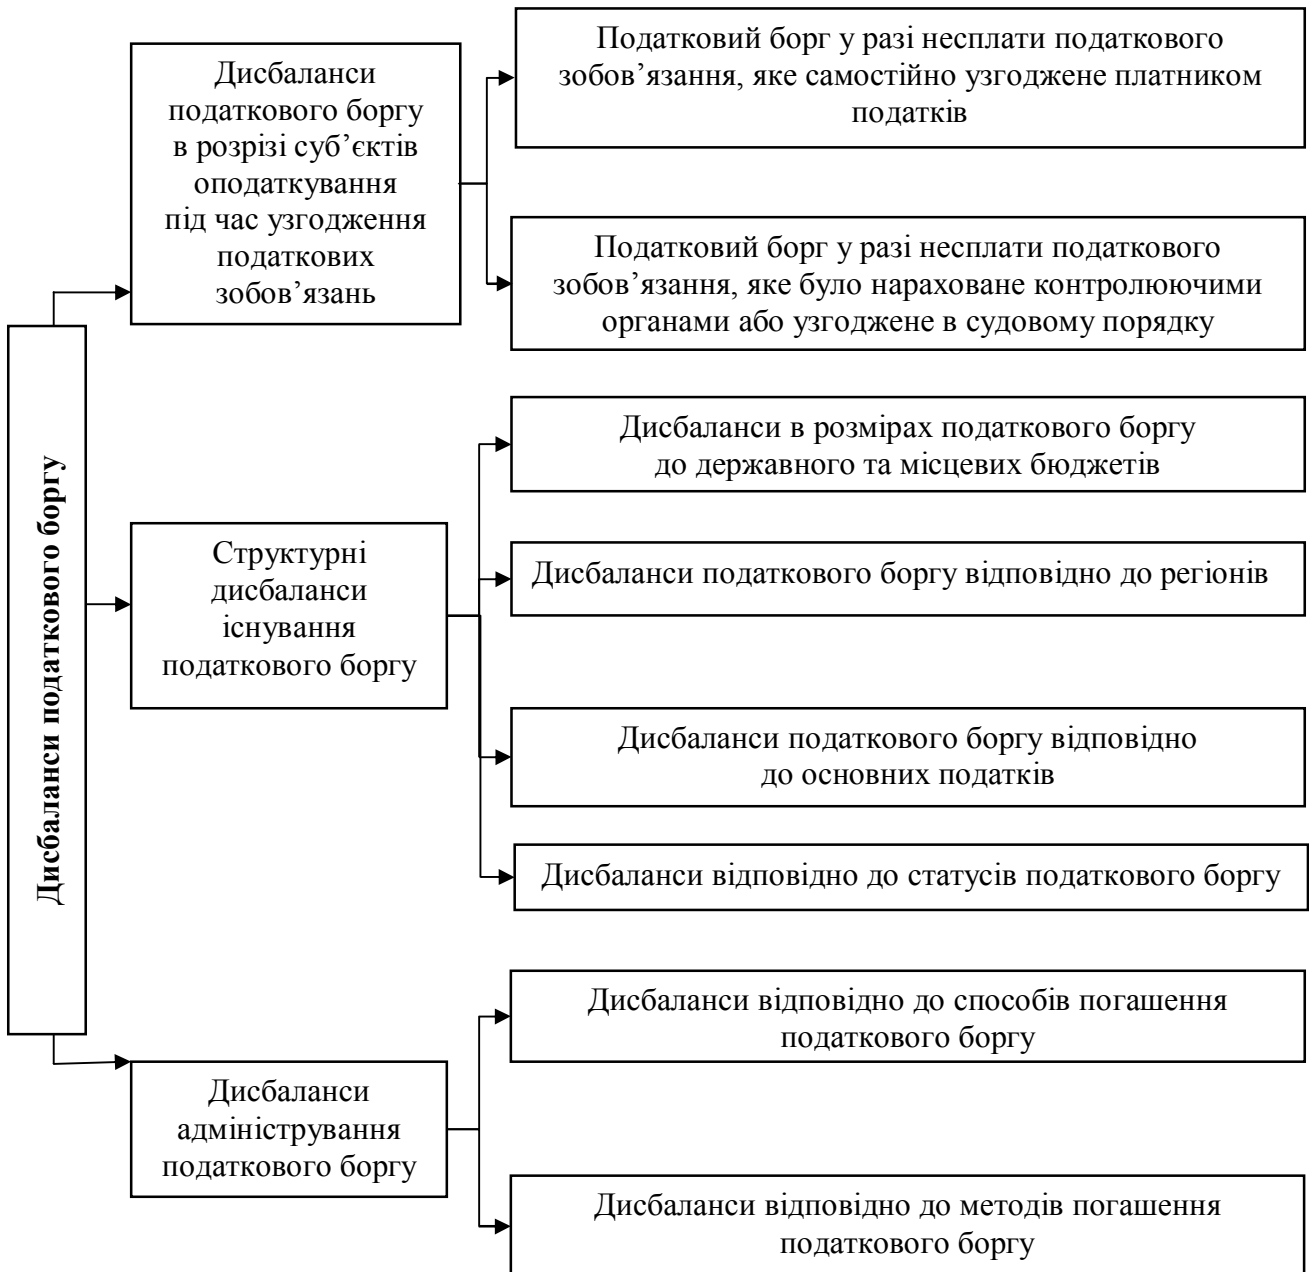 Дисбаланси податкового боргу
Дисбаланси
податкового боргу
в розрізі суб’єктів
оподаткування
під час узгодження
податкових
зобов’язань
Податковий борг у разі несплати податкового
зобов’язання, яке самостійно узгоджене платником
податків
Податковий борг у разі несплати податкового
зобов’язання, яке було нараховане контролюючими
органами або узгоджене в судовому порядку
Структурні
дисбаланси
існування
податкового боргу
Дисбаланси в розмірах податкового боргу
до державного та місцевих бюджетів
Дисбаланси податкового боргу відповідно до регіонів
Дисбаланси податкового боргу відповідно
до основних податків
Дисбаланси відповідно до статусів податкового боргу
Дисбаланси
адміністрування
податкового боргу
Дисбаланси відповідно до способів погашення
податкового боргу
Дисбаланси відповідно до методів погашення
податкового боргу